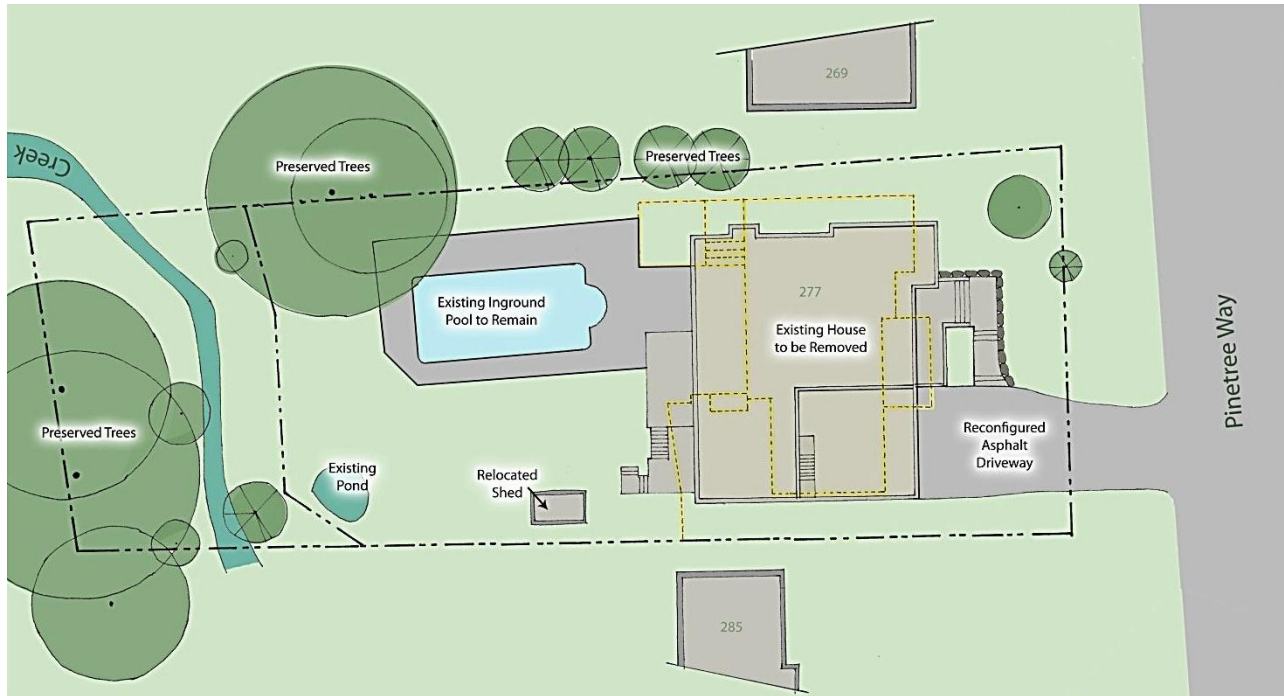 269
Creek
Preserved Trees
Preserved Trees
Existing Inground
Pool to Remain
277
Existing House
to be Removed
Pinetree Way
Preserved Trees
Reconfigured
Asphalt
Driveway
Existing
Pond
Relocated
Shed
285